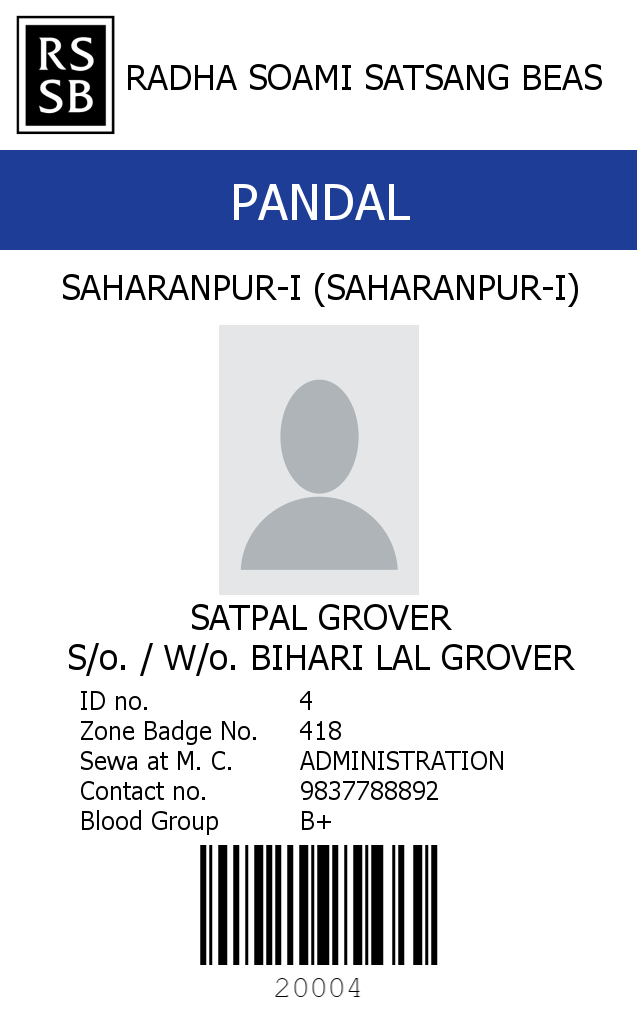 RS
SB
RADHA SOAMI SATSANG BEAS
PANDAL
SAHARANPUR-I (SAHARANPUR-I)
SATPAL GROVER
S/o. / W/o. BIHARI LAL GROVER
ID no. 4
Zone Badge No. 418
Sewa at M. C. ADMINISTRATION
Contact no. 9837788892
Blood Group B+
20004